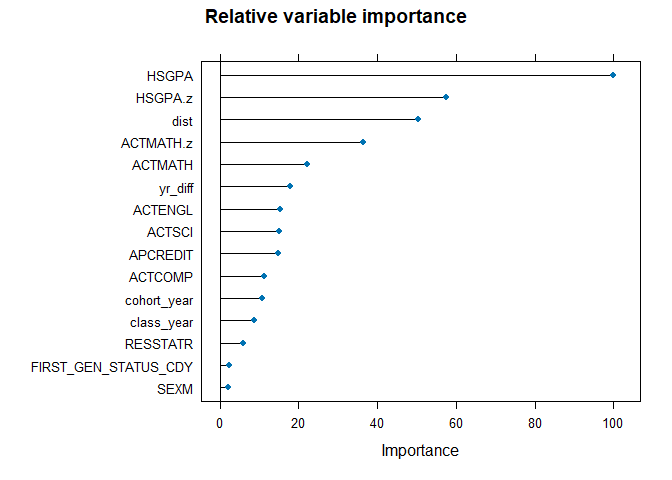 Relative variable importance
HSGPA
HSGPA.z
dist
ACTMATH.z
ACTMATH
yr_diff
ACTENGL
ACTSCI
APCREDIT
ACTCOMP
cohort_year
class_year
RESSTATR
FIRST_GEN_STATUS_CDY
SEXM
0 20 40 60 80 100
Importance